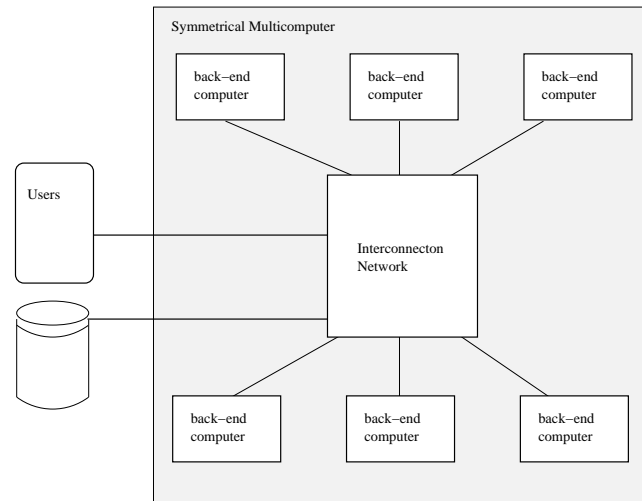 Symmetrical Multicomputer
back−end
computer
back−end
computer
back−end
computer
Users
Interconnecton
Network
back−end
computer
back−end
computer
back−end
computer